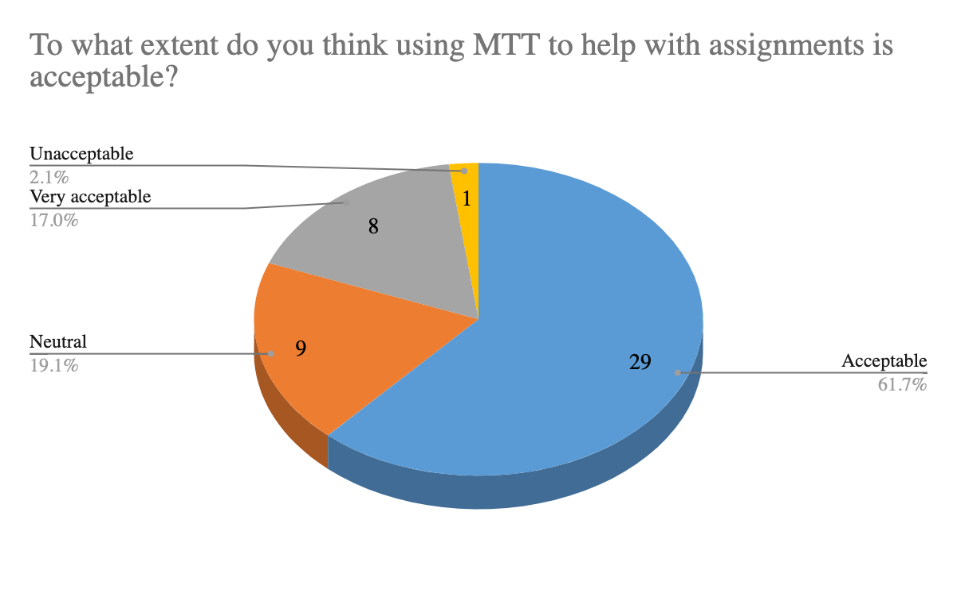 To what extent do you think using MTT to help with assignments is
acceptable?
Unacceptable
2.1%
Very acceptable
17.0%
1
8
Neutral
19.1%
9
29
Acceptable
61.7%